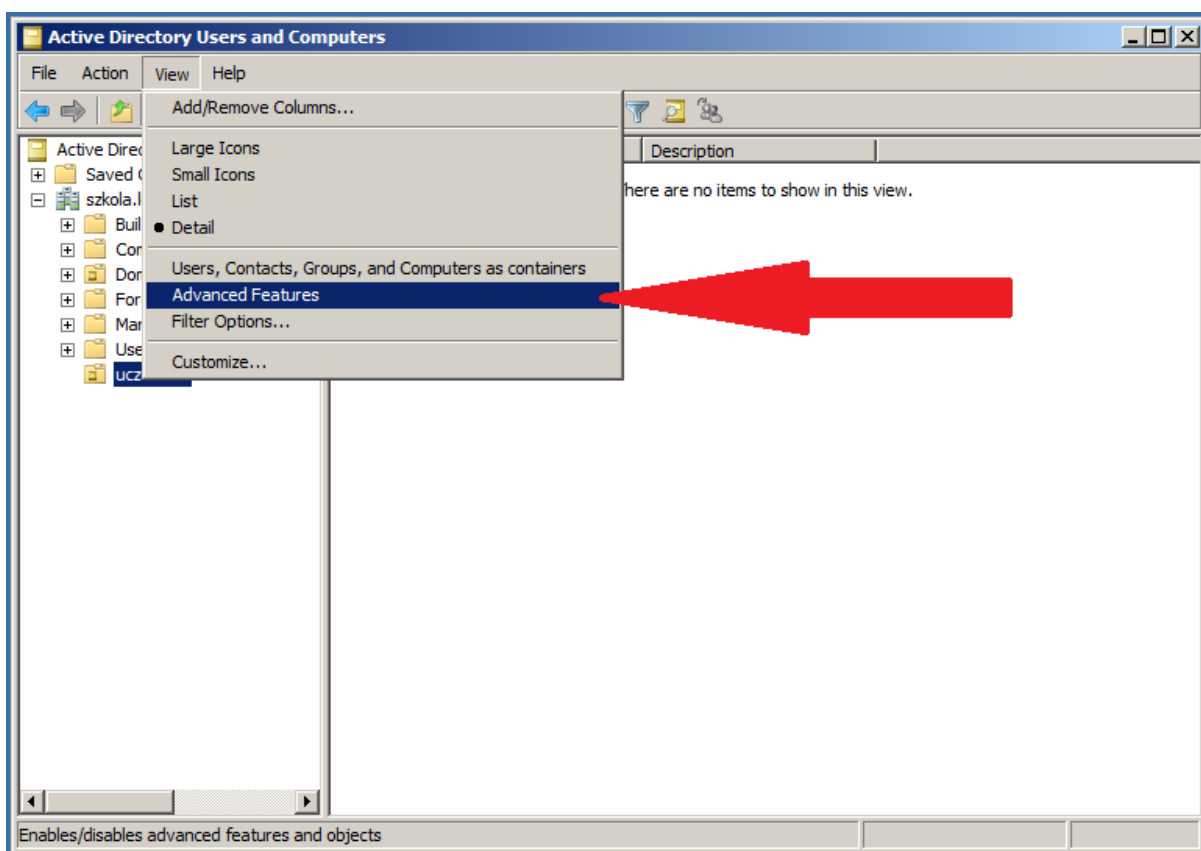 Active Directory Users and Computers
File Action View Help
Add/Remove Columns...
Large Icons
Small Icons
List
Detail
Users, Contacts, Groups, and Computers as containers
Advanced Features
Filter Options...
Customize...
Active Direc
Saved
szkola.l
Buil
Con
Dom
For
Mar
Use
ucz
Description
here are no items to show in this view.
Enables/disables advanced features and objects